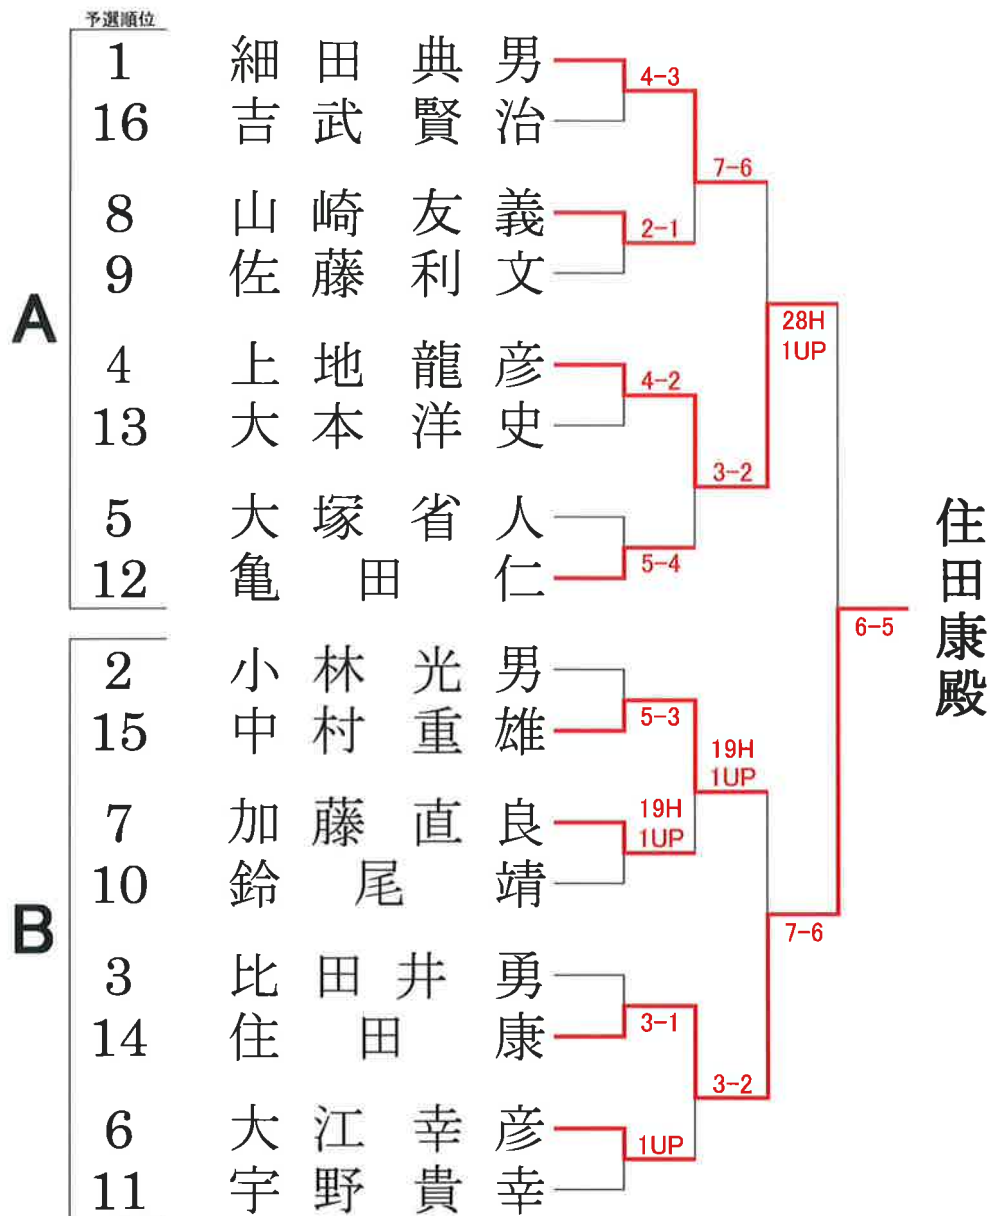 予選順位
A
1 細田典男
16 吉武賢治
4-3
8 山崎友義
9 佐藤利文
2-1
7-6
4 上地龍彦
13 大本洋史
4-2
5 大塚省人
12 亀田仁
5-4
3-2
28H
1UP
B
2 小林光男
15 中村重雄
5-3
7 加藤直良
10 鈴尾靖
19H
1UP
19H
1UP
3 比田井勇
14 住田康
3-1
6 大江幸彦
11 宇野貴幸
1UP
3-2
7-6
6-5
住田康殿